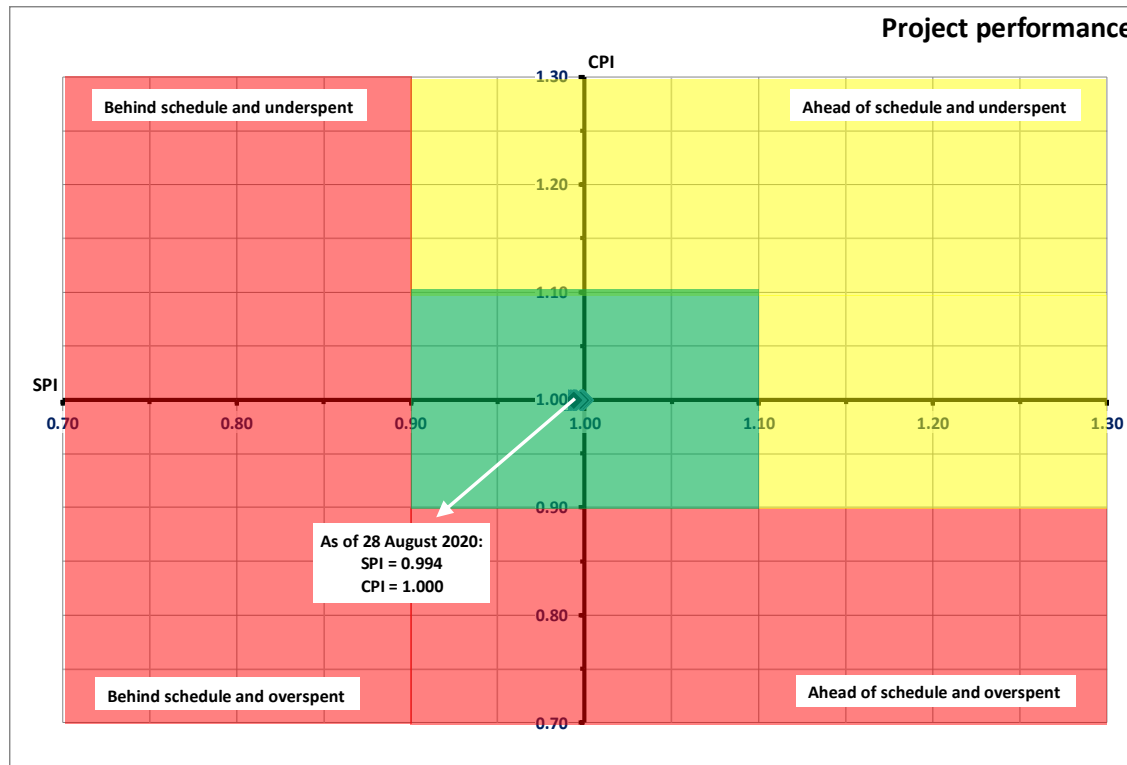 Project performance
CPI
1.30
Behind schedule and underspent
Ahead of schedule and underspent
1.20
1.10
SPI
1.00
0.70 0.80 0.90 1.00 1.10 1.20 1.30
0.90
As of 28 August 2020:
SPI = 0.994
CPI = 1.000
0.80
Behind schedule and overspent
Ahead of schedule and overspent
0.70